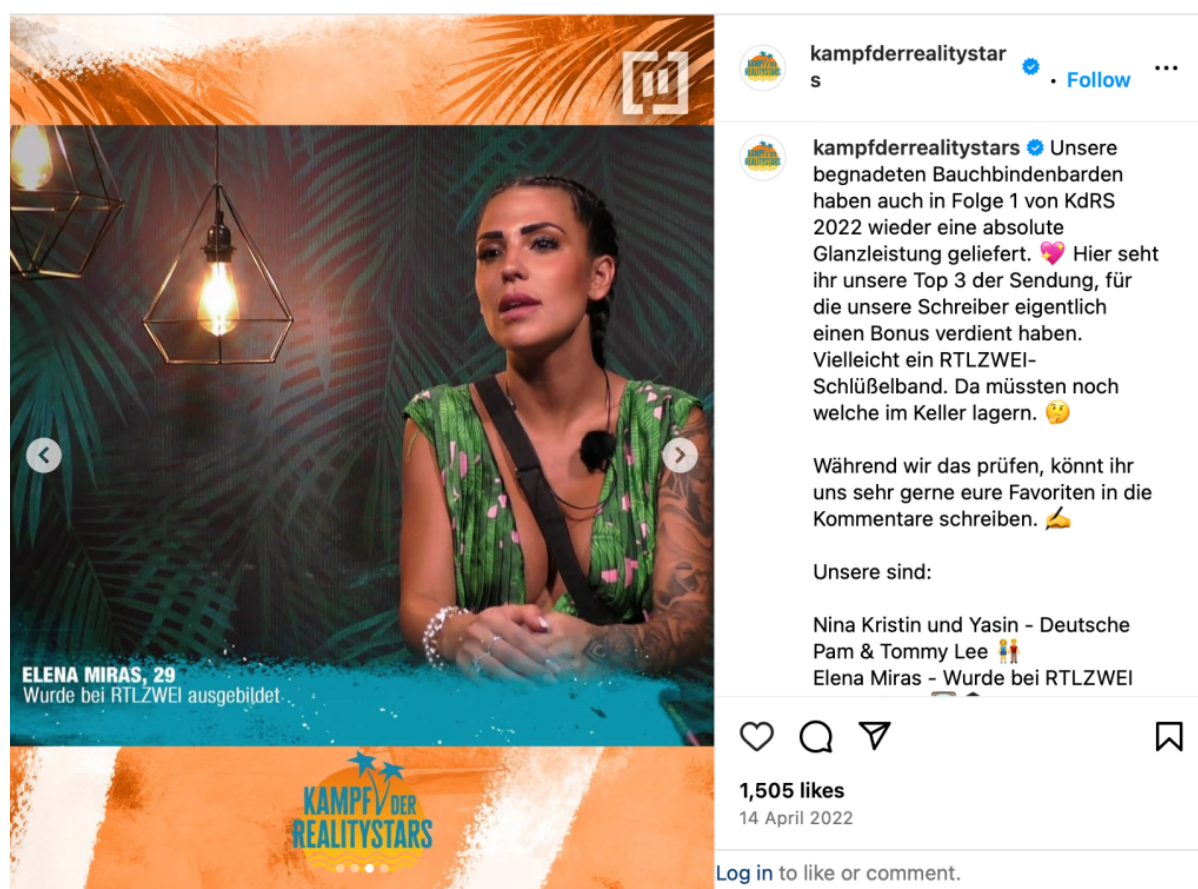 kampfderrealitystar
s
• Follow
kampfderrealitystars Unsere
begnadeten Bauchbindenbarden
haben auch in Folge 1 von KdRS
2022 wieder eine absolute
Glanzleistung geliefert. 💖 Hier seht
ihr unsere Top 3 der Sendung, für
die unsere Schreiber eigentlich
einen Bonus verdient haben.
Vielleicht ein RTLZWEI-
Schlüßelband. Da müssten noch
welche im Keller lagern. 🤔
Während wir das prüfen, könnt ihr
uns sehr gerne eure Favoriten in die
Kommentare schreiben. ✍️
Unsere sind:
Nina Kristin und Yasin - Deutsche
Pam & Tommy Lee 👫
Elena Miras - Wurde bei RTLZWEI
ELENA MIRAS, 29
Wurde bei RTLZWEI ausgebildet
KAMPF DER
REALITYSTARS
1,505 likes
14 April 2022
Log in to like or comment.